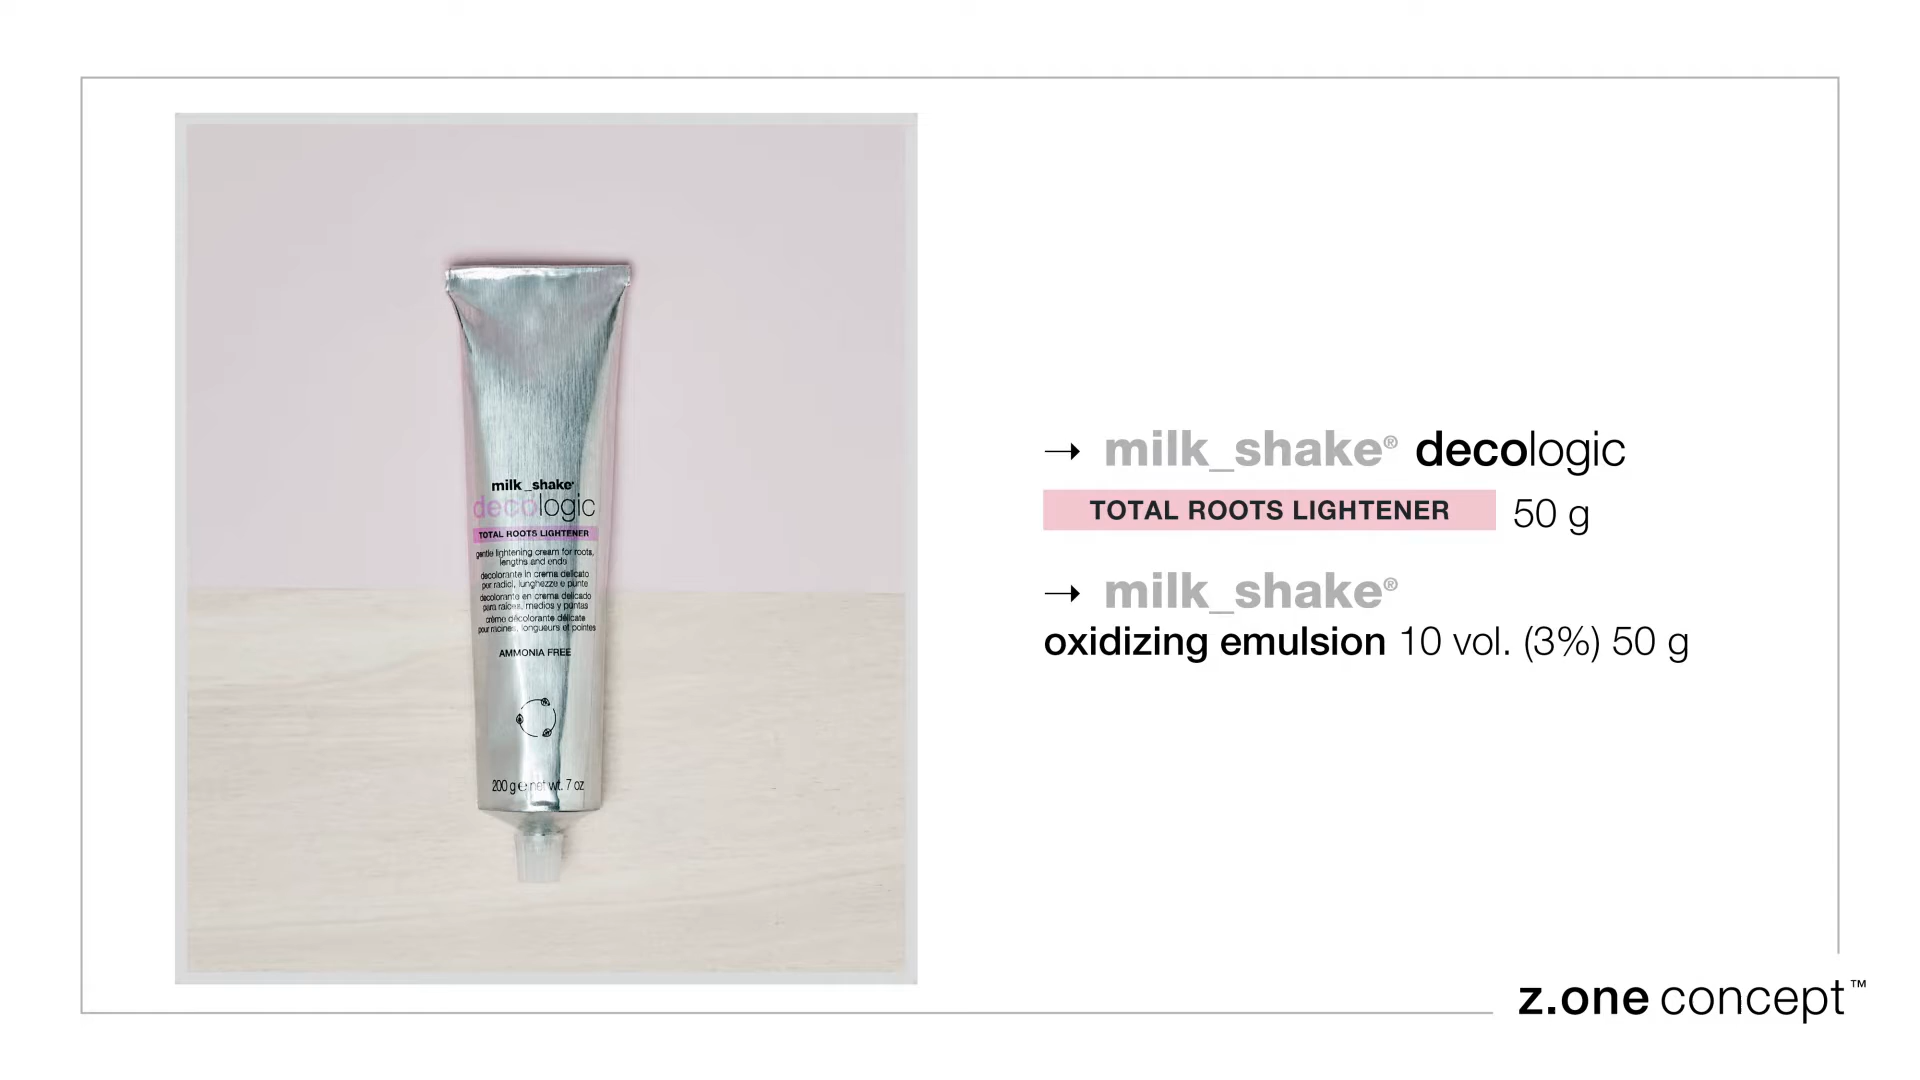 milk_shake®
decologic
TOTAL ROOTS LIGHTENER
gentle lightening cream for roots,
lengths and ends
decolorante in crema delicato
per radici, lunghezze e punte
decolorante en crema delicado
para raíces, medios y puntas
crème décolorante délicate
pour racines, longueurs et pointes
AMMONIA FREE
200 g e net wt. 7 oz
→ milk_shake® decologic
TOTAL ROOTS LIGHTENER 50 g
→ milk_shake®
oxidizing emulsion 10 vol. (3%) 50 g
z.one concept™